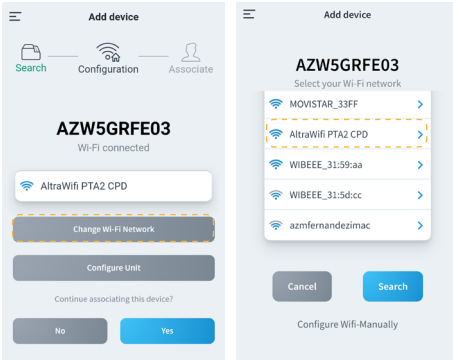 Add device
Search
Configuration
Associate
AZW5GRFE03
Wi-Fi connected
AltraWifi PTA2 CPD
Change Wi-Fi Network
Configure Unit
Continue associating this device?
No
Yes
Add device
AZW5GRFE03
Select your Wi-Fi network
MOVISTAR_33FF
AltraWifi PTA2 CPD
WIBEEE_31:59:aa
WIBEEE_31:5d:cc
azmfernandezimac
Cancel
Search
Configure Wifi-Manually